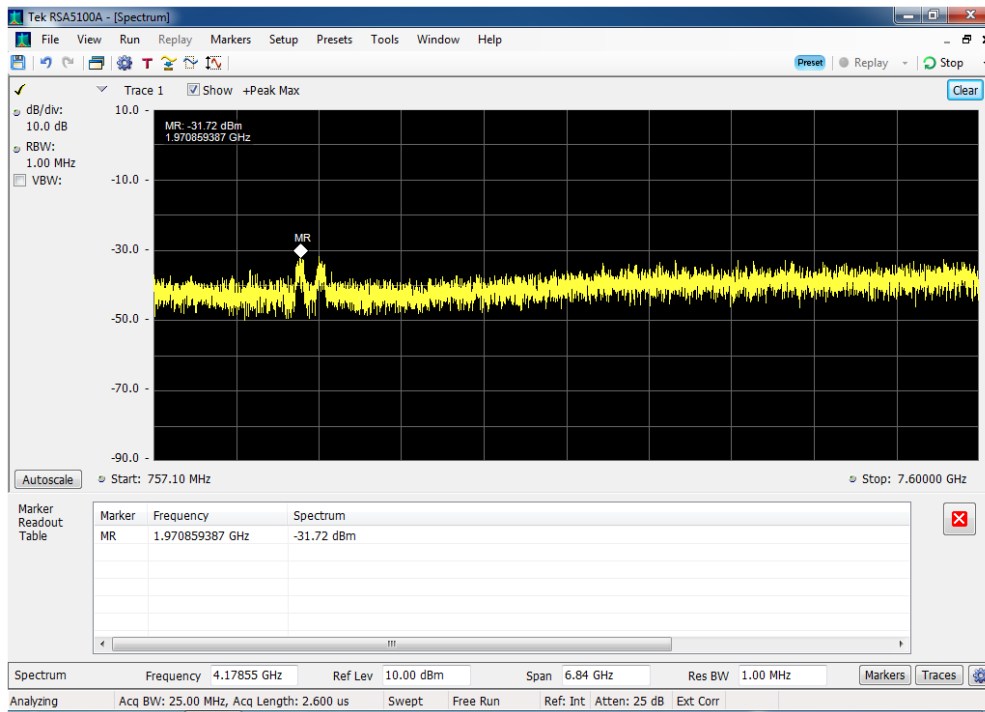 Tek RSA5100A - [Spectrum]
File View Run Replay Markers Setup Presets Tools Window Help
T Preset Replay Stop
Trace 1 Show +Peak Max Clear
dB/div:
10.0 dB
RBW:
1.00 MHz
VBW:
10.0
MR: -31.72 dBm
1.970859387 GHz
-10.0
MR
-30.0
-50.0
-70.0
-90.0
Autoscale Start: 757.10 MHz Stop: 7.60000 GHz
Marker
Readout
Table
Marker Frequency Spectrum
MR 1.970859387 GHz -31.72 dBm
Spectrum Frequency 4.17855 GHz Ref Lev 10.00 dBm Span 6.84 GHz Res BW 1.00 MHz Markers Traces
Analyzing Acq BW: 25.00 MHz, Acq Length: 2.600 us Swept Free Run Ref: Int Atten: 25 dB Ext Corr